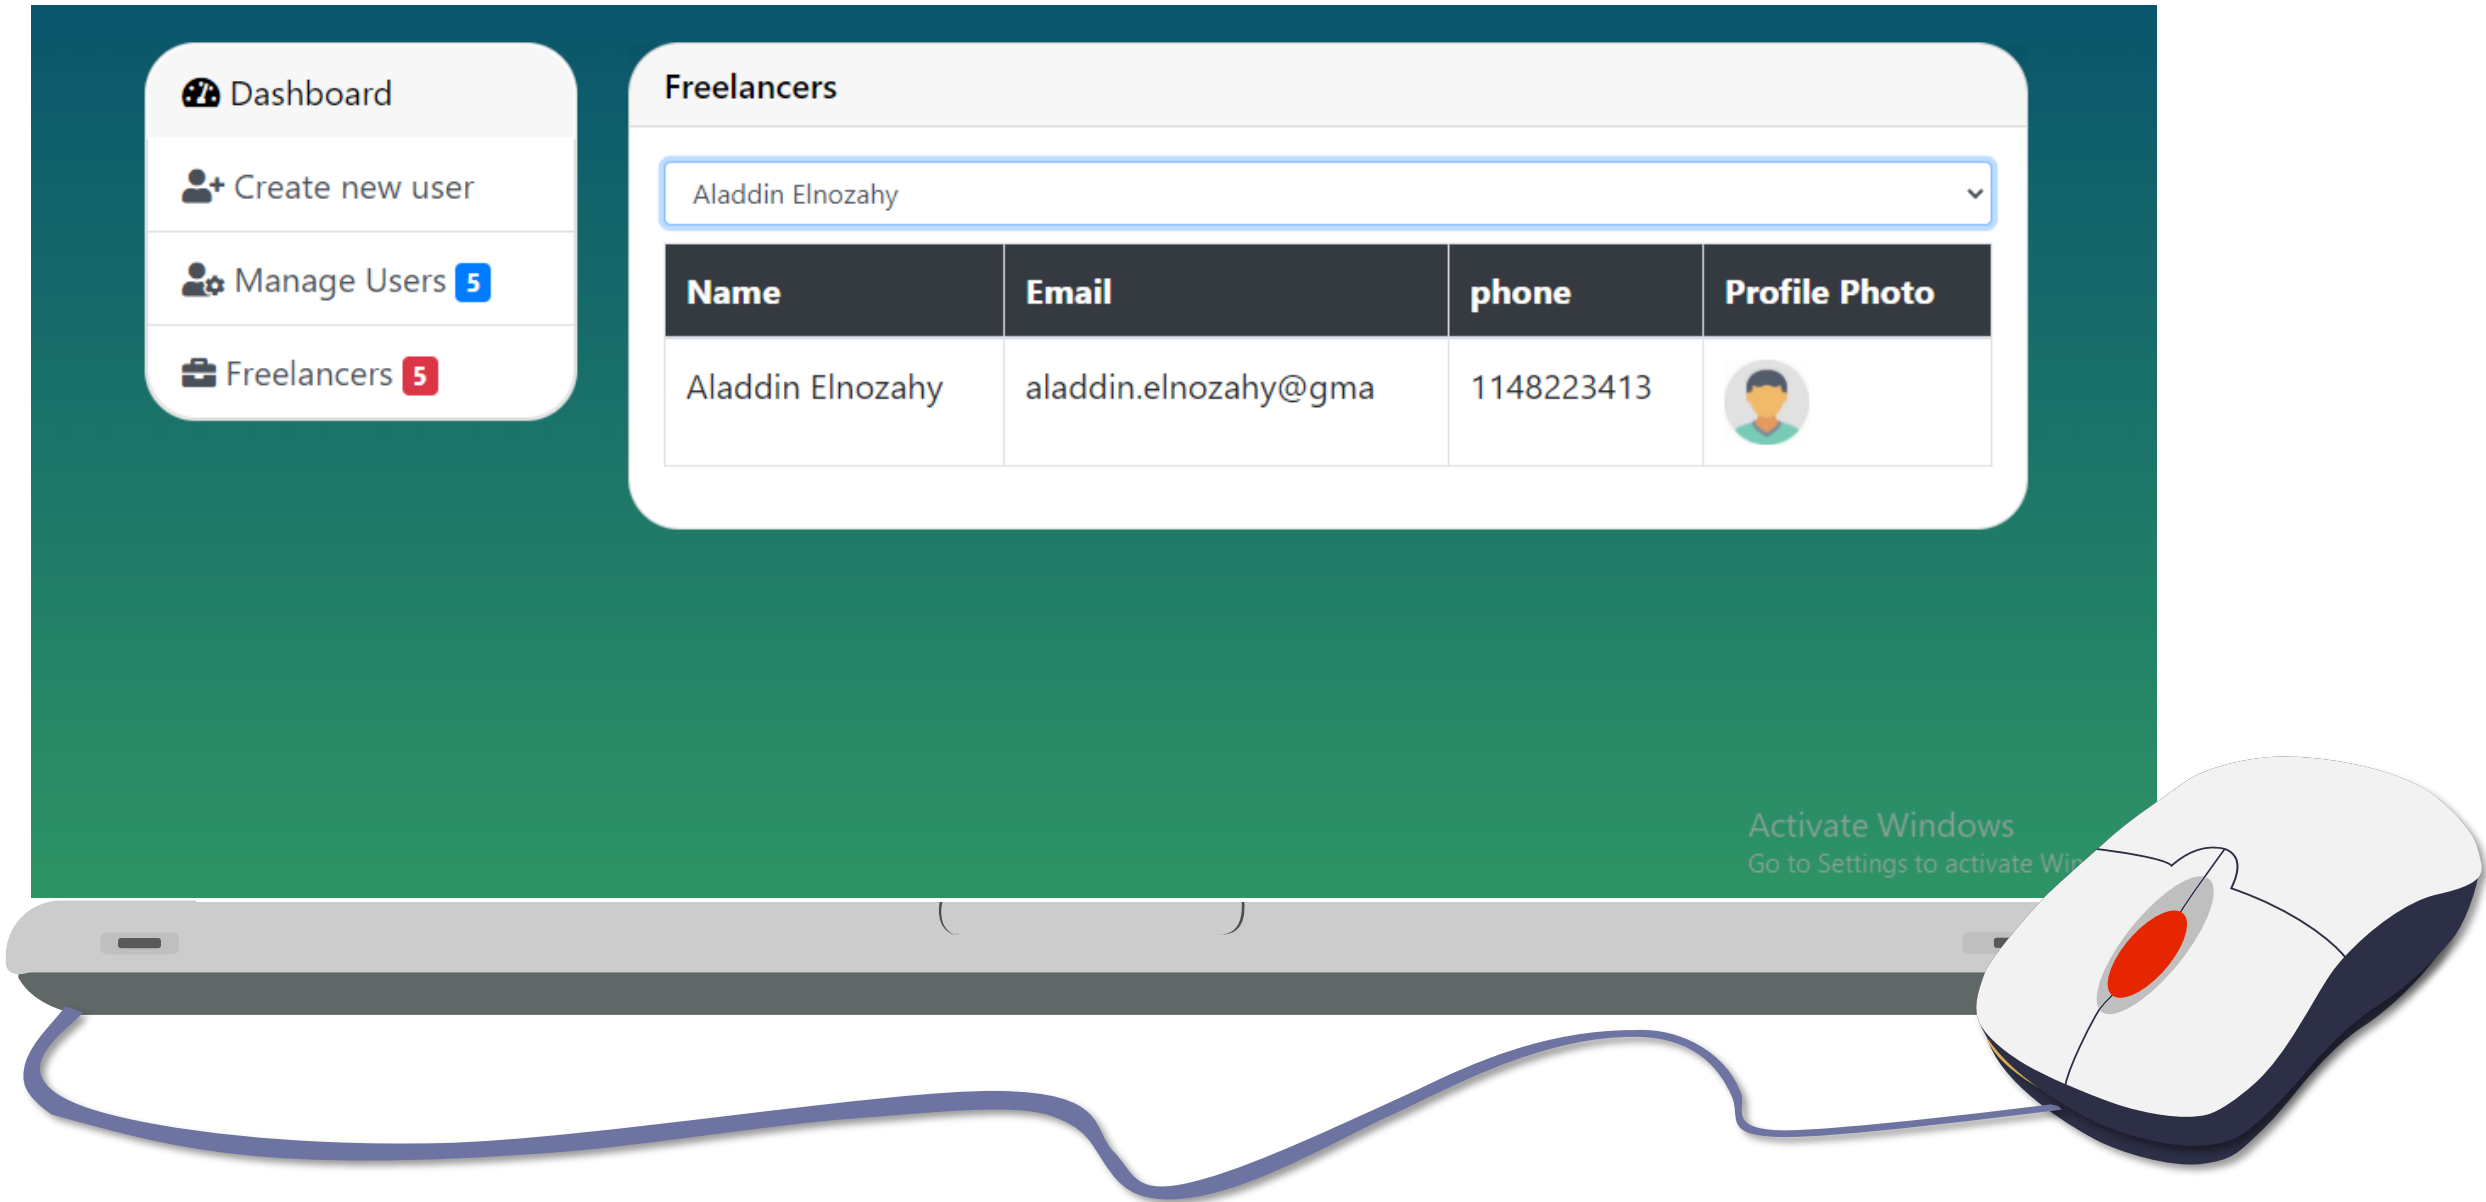 Dashboard
Create new user
Manage Users 5
Freelancers 5
Freelancers
Aladdin Elnozahy
Name Email phone Profile Photo
Aladdin Elnozahy aladdin.elnozahy@gma 1148223413
Activate Windows
Go to Settings to activate